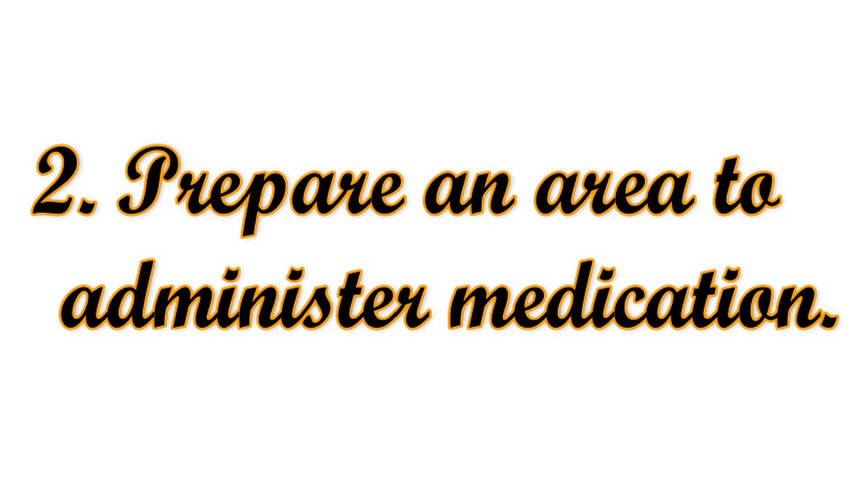 2. Prepare an area to
administer medication.